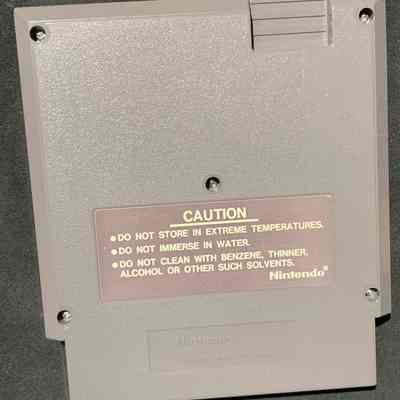 CAUTION
•DO NOT STORE IN EXTREME TEMPERATURES.
•DO NOT IMMERSE IN WATER.
•DO NOT CLEAN WITH BENZENE, THINNER,
ALCOHOL OR OTHER SUCH SOLVENTS.
Nintendo®